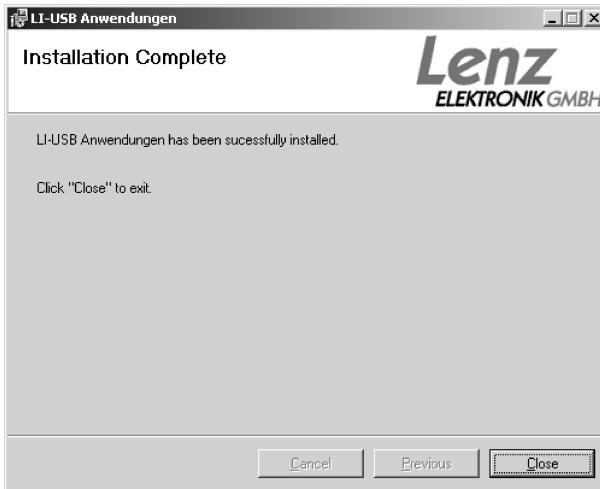 LI-USB Anwendungen
Installation Complete
Lenz
ELEKTRONIK GMBH
LI-USB Anwendungen has been sucessfully installed.
Click "Close" to exit.
Cancel
Previous
Close